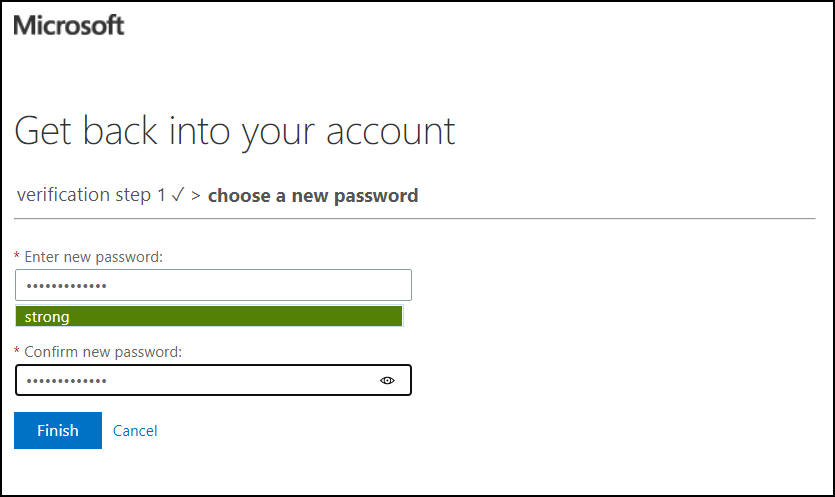 Microsoft
Get back into your account
verification step 1 ✓ > choose a new password
* Enter new password:
•••••••••••••
strong
* Confirm new password:
•••••••••••••
Finish Cancel